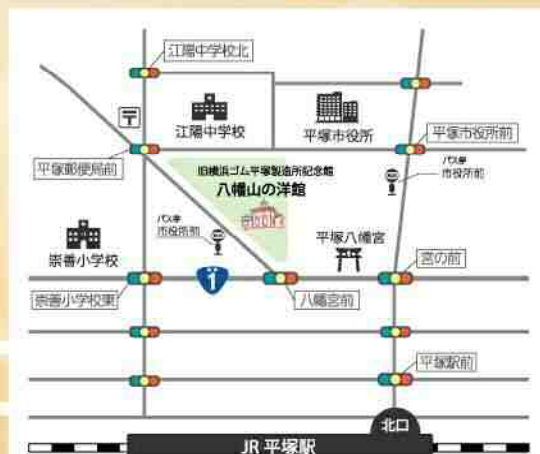 江陽中学校北
江陽中学校
平塚市役所
平塚市役所前
平塚郵便局前
旧横浜ゴム平塚製造所記念館
八幡山の洋館
バス停
市役所前
バス停
市役所前
崇善小学校
平塚八幡宮
宮の前
崇善小学校東
1
八幡宮前
平塚駅前
北口
JR 平塚駅